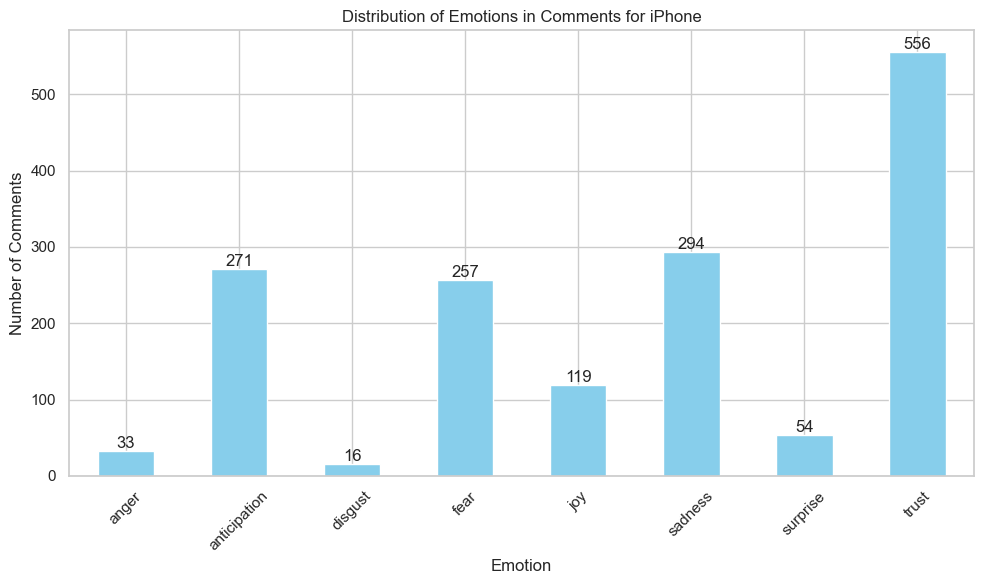 Distribution of Emotions in Comments for iPhone
556
500
400
300
294
271
257
200
119
100
54
33
16
0
Number of Comments
anger
anticipation
disgust
fear
joy
sadness
surprise
trust
Emotion